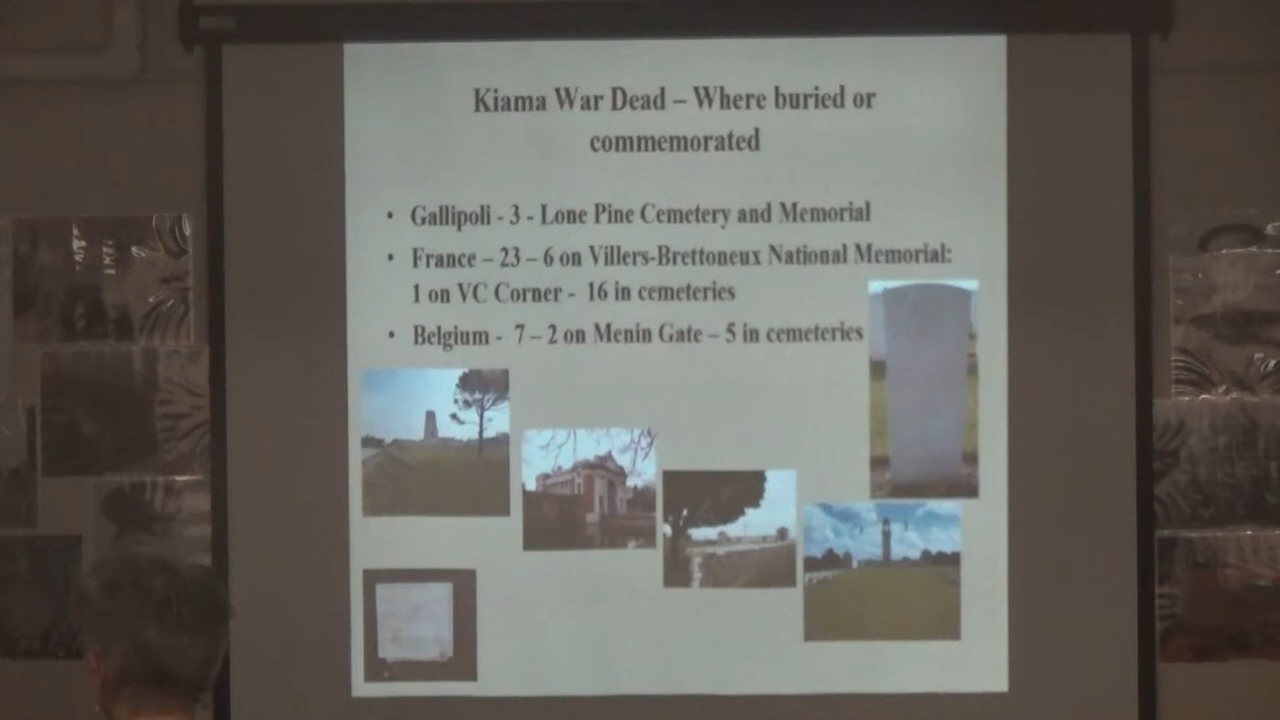 Kiama War Dead – Where buried or
commemorated
• Gallipoli - 3 - Lone Pine Cemetery and Memorial
• France – 23 – 6 on Villers-Brettoneux National Memorial:
1 on VC Corner - 16 in cemeteries
• Belgium - 7 – 2 on Menin Gate – 5 in cemeteries